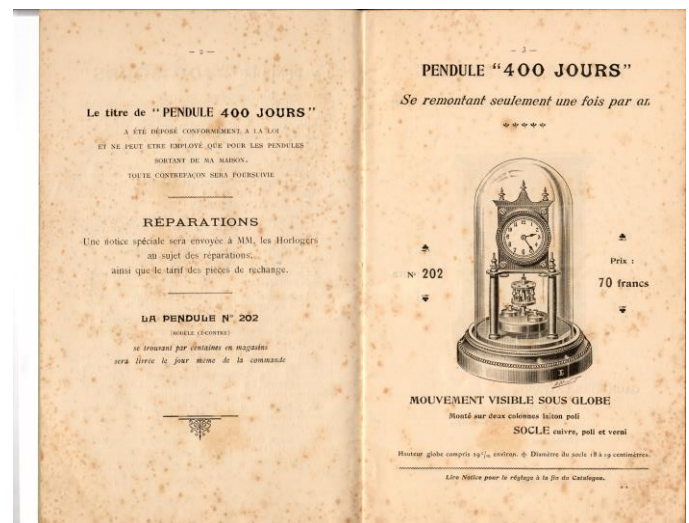 — 2 —
Le titre de “ PENDULE 400 JOURS ”
A ÉTÉ DÉPOSÉ CONFORMÉMENT A LA LOI
ET NE PEUT ETRE EMPLOYÉ QUE POUR LES PENDULES
SORTANT DE MA MAISON.
TOUTE CONTREFAÇON SERA POURSUIVIE
RÉPARATIONS
Une notice spéciale sera envoyée à MM. les Horlogers
au sujet des réparations,
ainsi que le tarif des pièces de rechange.
LA PENDULE N° 202
(MODÈLE CI-CONTRE)
se trouvant par centaines en magasins
sera livrée le jour même de la commande
— 3 —
PENDULE “400 JOURS”
Se remontant seulement une fois par an
N° 202
Prix :
70 francs
MOUVEMENT VISIBLE SOUS GLOBE
Monté sur deux colonnes laiton poli
SOCLE cuivre, poli et verni
Hauteur globe compris environ. Diamètre du socle 18 à 19 centimètres.
Lire Notice pour le réglage à la fin du Catalogue.